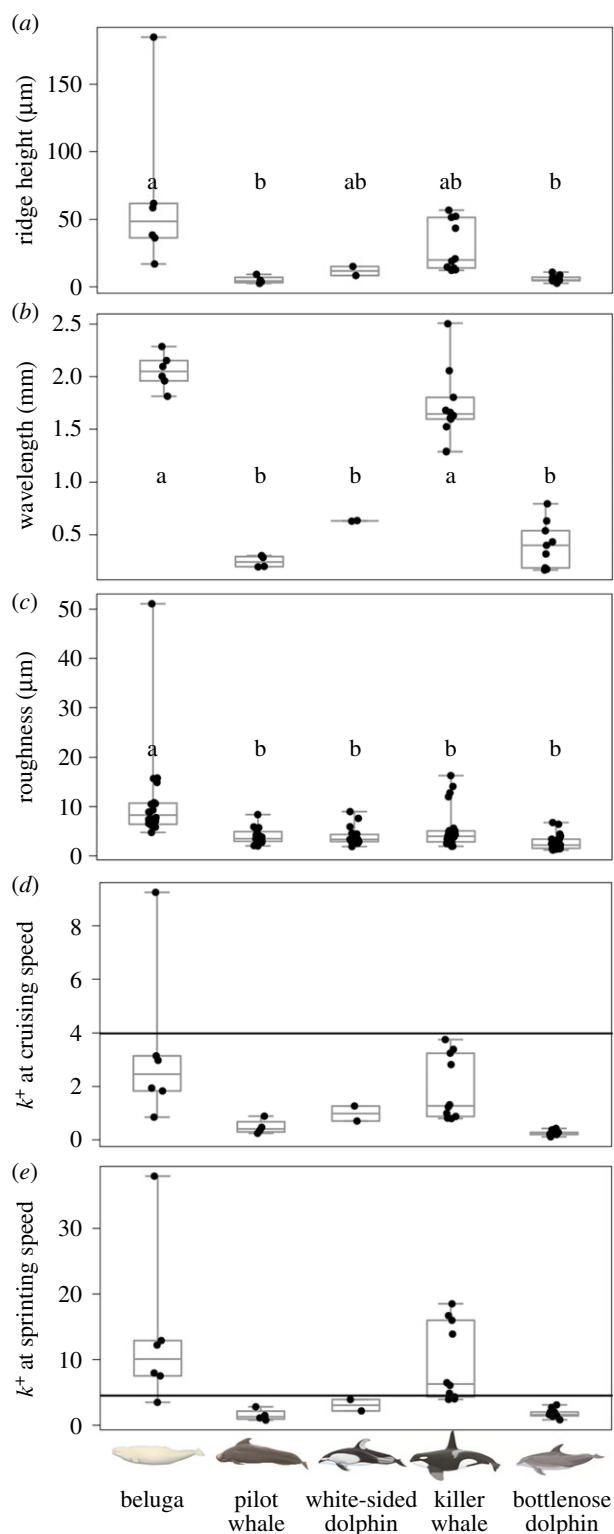 (a)
ridge height (µm)
150
100
50
0
a b ab ab b
(b)
wavelength (mm)
2.5
2.0
1.5
1.0
0.5
a b b a b
(c)
roughness (µm)
50
40
30
20
10
0
a b b b b
(d)
k+ at cruising speed
8
6
4
2
0
(e)
k+ at sprinting speed
30
20
10
0
beluga pilot white-sided killer bottlenose
whale dolphin whale dolphin